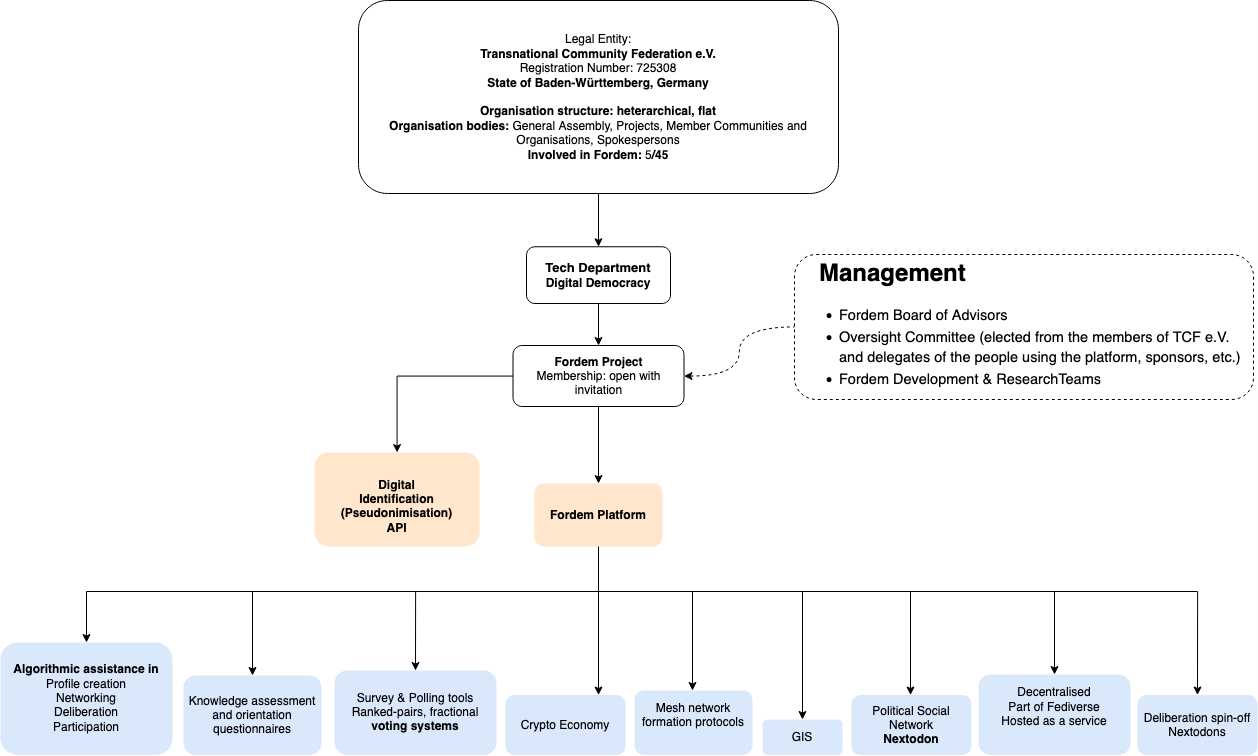 Legal Entity:
Transnational Community Federation e.V.
Registration Number: 725308
State of Baden-Württemberg, Germany
Organisation structure: heterarchical, flat
Organisation bodies: General Assembly, Projects, Member Communities and
Organisations, Spokespersons
Involved in Fordem: 5/45
Tech Department
Digital Democracy
Management
• Fordem Board of Advisors
• Oversight Committee (elected from the members of TCF e.V.
and delegates of the people using the platform, sponsors, etc.)
• Fordem Development & ResearchTeams
Fordem Project
Membership: open with
invitation
Digital
Identification
(Pseudonimisation)
API
Fordem Platform
Algorithmic assistance in
Profile creation
Networking
Deliberation
Participation
Knowledge assessment
and orientation
questionnaires
Survey & Polling tools
Ranked-pairs, fractional
voting systems
Crypto Economy
Mesh network
formation protocols
GIS
Political Social
Network
Nextodon
Decentralised
Part of Fediverse
Hosted as a service
Deliberation spin-off
Nextodons